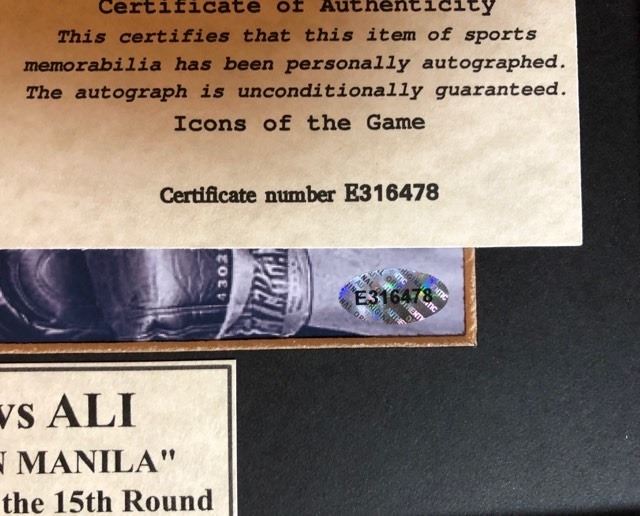 Certificate of Authenticity
This certifies that this item of sports
memorabilia has been personally autographed.
The autograph is unconditionally guaranteed.
Icons of the Game
Certificate number E316478
4302
E316478
vs ALI
MANILA"
the 15th Round